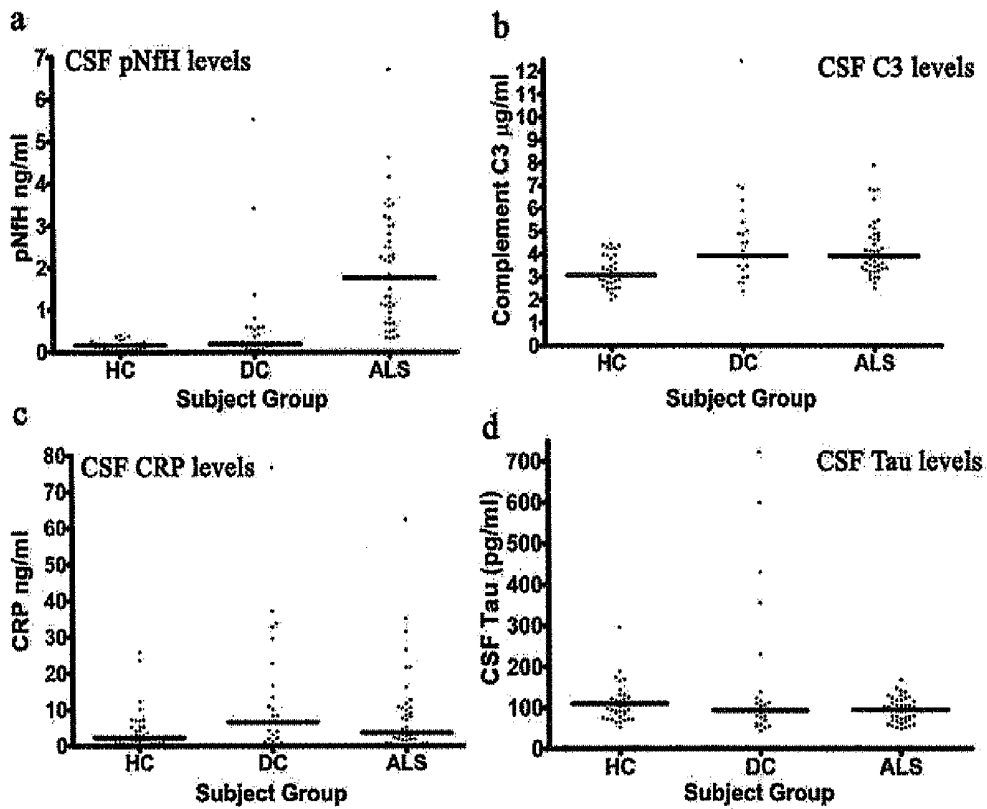 a
CSF pNfH levels
pNfH ng/ml
7
6
5
4
3
2
1
0
HC DC ALS
Subject Group
b
CSF C3 levels
Complement C3 µg/ml
12
11
10
9
8
7
6
5
4
3
2
1
0
HC DC ALS
Subject Group
c
CSF CRP levels
CRP ng/ml
80
70
60
50
40
30
20
10
0
HC DC ALS
Subject Group
d
CSF Tau levels
CSF Tau (pg/ml)
700
600
500
400
300
200
100
0
HC DC ALS
Subject Group